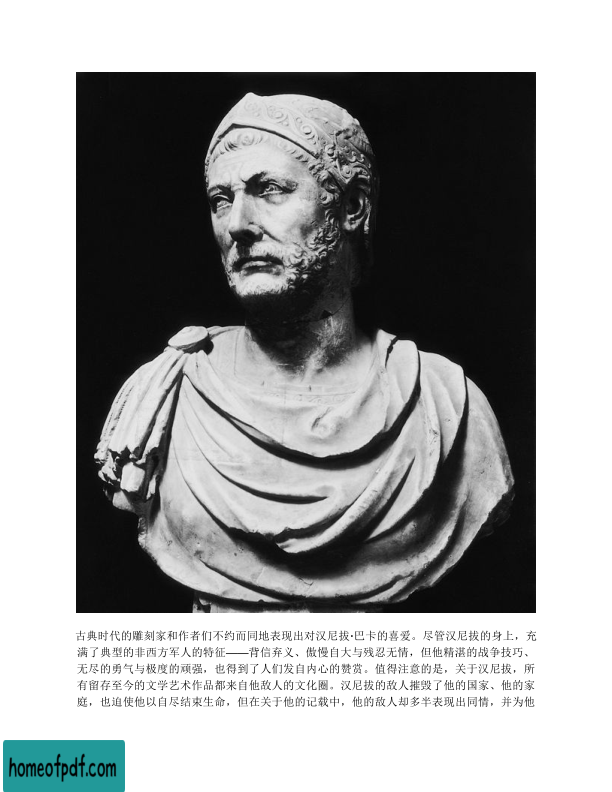 古典时代的雕刻家和作者们不约而同地表现出对汉尼拔·巴卡的喜爱。尽管汉尼拔的身上，充
满了典型的非西方军人的特征——背信弃义、傲慢自大与残忍无情，但他精湛的战争技巧、
无尽的勇气与极度的顽强，也得到了人们发自内心的赞赏。值得注意的是，关于汉尼拔，所
有留存至今的文学艺术作品都来自他敌人的文化圈。汉尼拔的敌人摧毁了他的国家、他的家
庭，也迫使他以自尽结束生命，但在关于他的记载中，他的敌人却多半表现出同情，并为他
homeofpdf.com